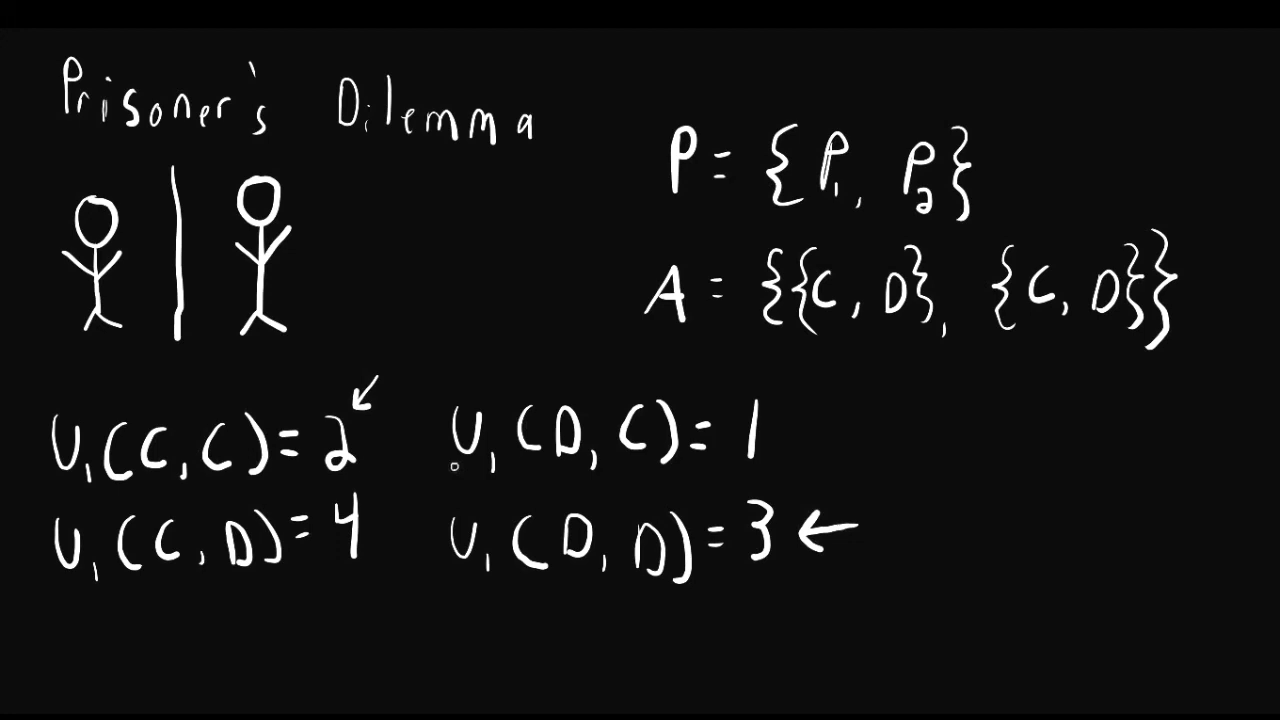 Prisoner's Dilemma
P = {P₁, P₂}
A = {{C, D}, {C, D}}
U₁(C, C) = 2 U₁(D, C) = 1
U₁(C, D) = 4 U₁(D, D) = 3